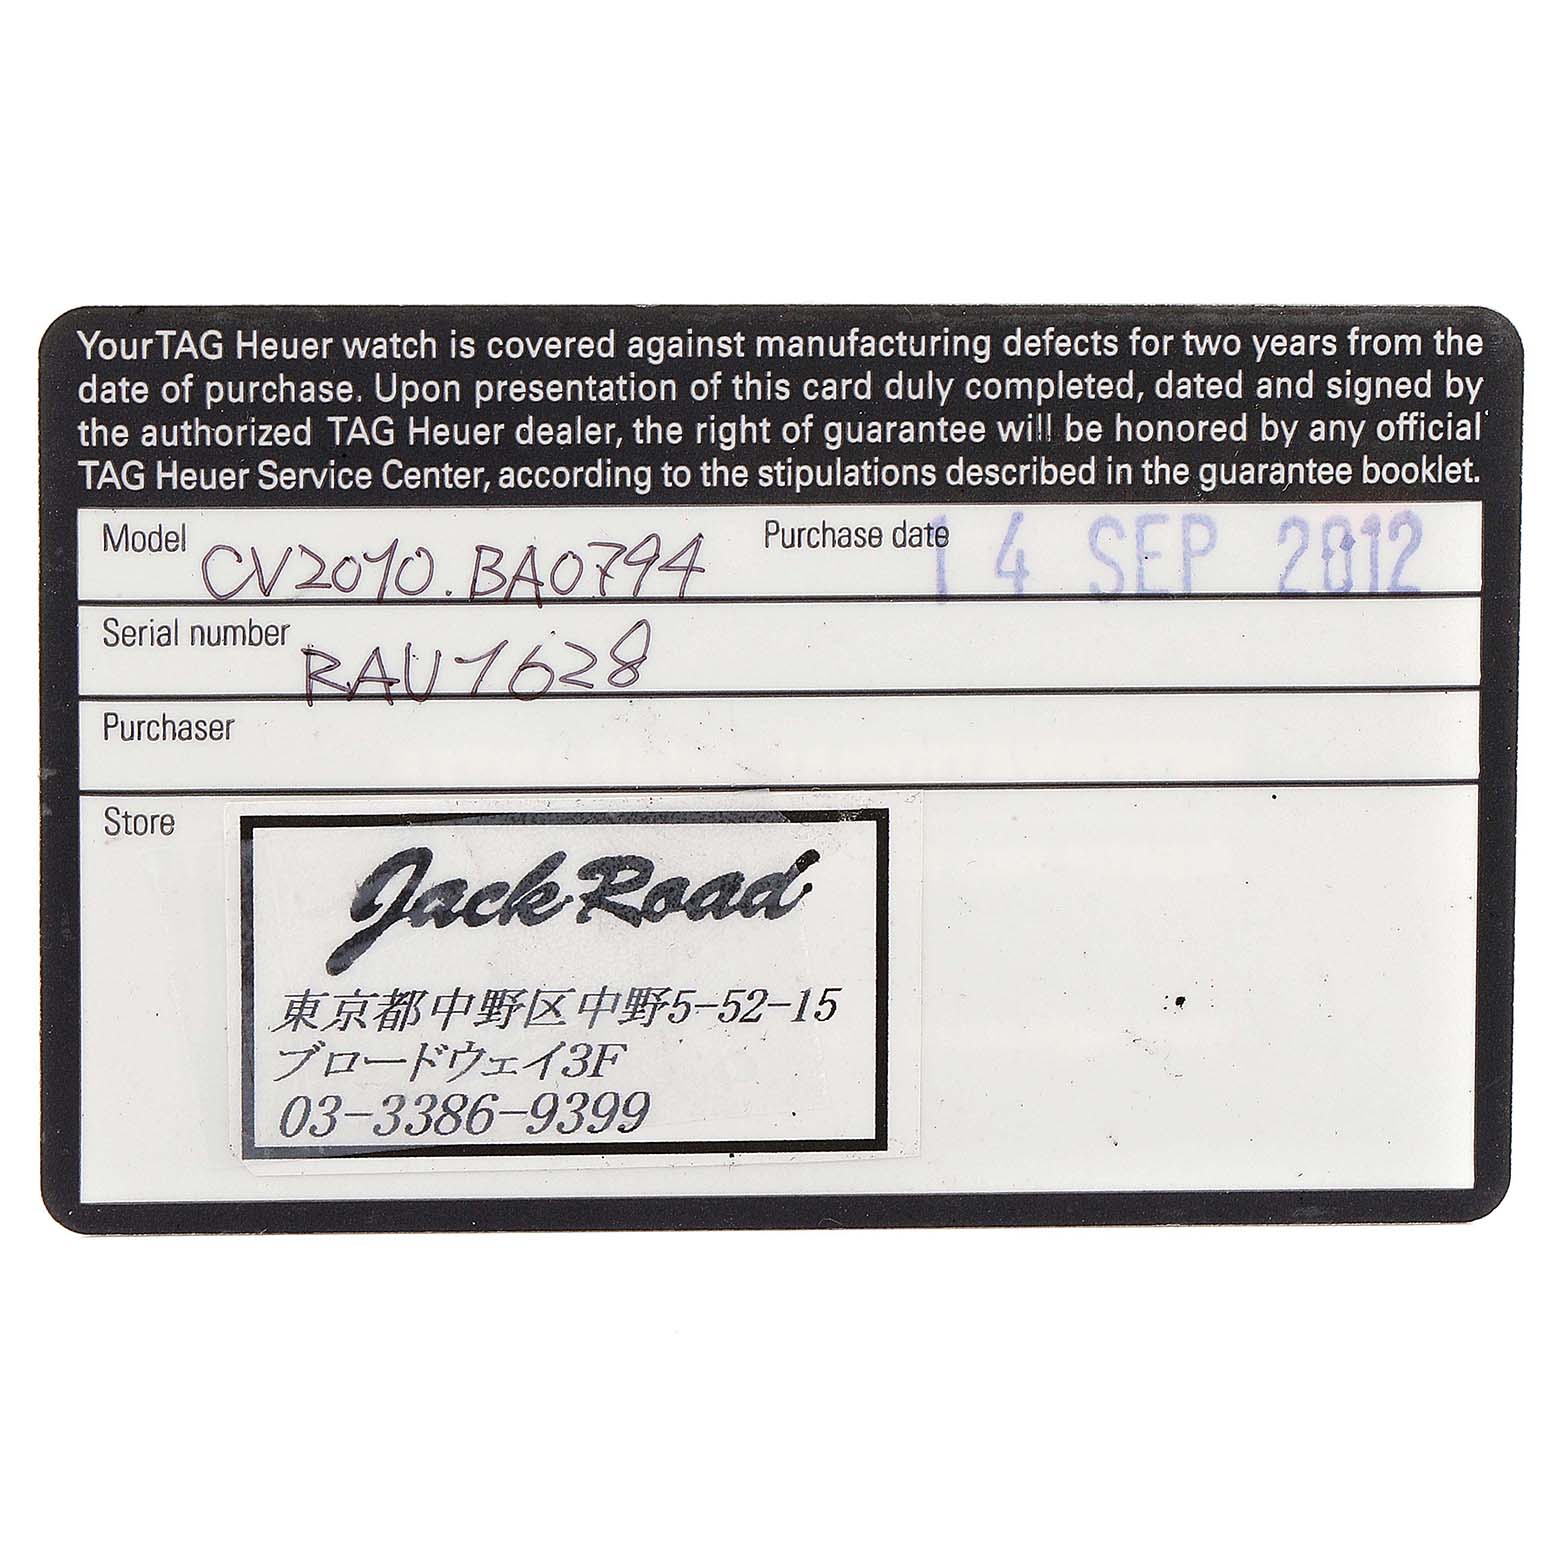 Your TAG Heuer watch is covered against manufacturing defects for two years from the
date of purchase. Upon presentation of this card duly completed, dated and signed by
the authorized TAG Heuer dealer, the right of guarantee will be honored by any official
TAG Heuer Service Center, according to the stipulations described in the guarantee booklet.
Model CV2010.BA0794 Purchase date 14 SEP 2012
Serial number RAU1628
Purchaser
Store
Jack Road
東京都中野区中野5-52-15
ブロードウェイ3F
03-3386-9399